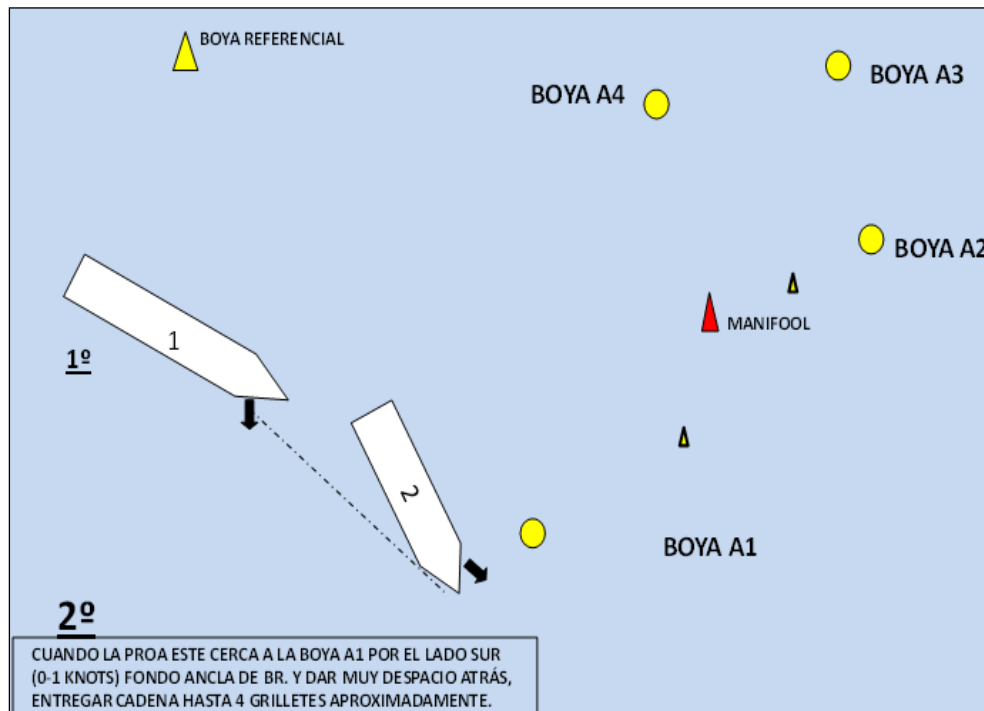 BOYA REFERENCIAL
BOYA A3
BOYA A4
BOYA A2
MANIFOOL
1
1º
2
BOYA A1
2º
CUANDO LA PROA ESTE CERCA A LA BOYA A1 POR EL LADO SUR
(0-1 KNOTS) FONDO ANCLA DE BR. Y DAR MUY DESPACIO ATRÁS,
ENTREGAR CADENA HASTA 4 GRILLETES APROXIMADAMENTE.